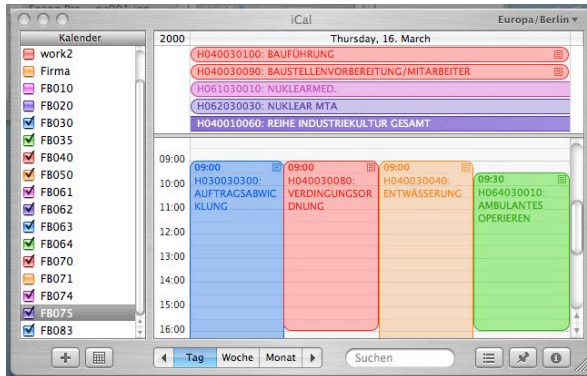 iCal
Europa/Berlin
Kalender
work2
Firma
FB010
FB020
FB030
FB035
FB040
FB050
FB061
FB062
FB063
FB064
FB070
FB071
FB074
FB075
FB083
2000
Thursday, 16. March
H040030100: BAUFÜHRUNG
H040030090: BAUSTELLENVORBEREITUNG/MITARBEITER
H061030010: NUKLEARMED.
H062030030: NUKLEAR MTA
H040010060: REIHE INDUSTRIEKULTUR GESAMT
09:00
10:00
11:00
12:00
13:00
14:00
15:00
16:00
09:00
H030030300:
AUFTRAGSABWIC
KLUNG
09:00
H040030080:
VERDINGUNGSOR
DNUNG
09:00
H040030040:
ENTWÄSSERUNG
09:30
H064030010:
AMBULANTES
OPERIEREN
Tag
Woche
Monat
Suchen